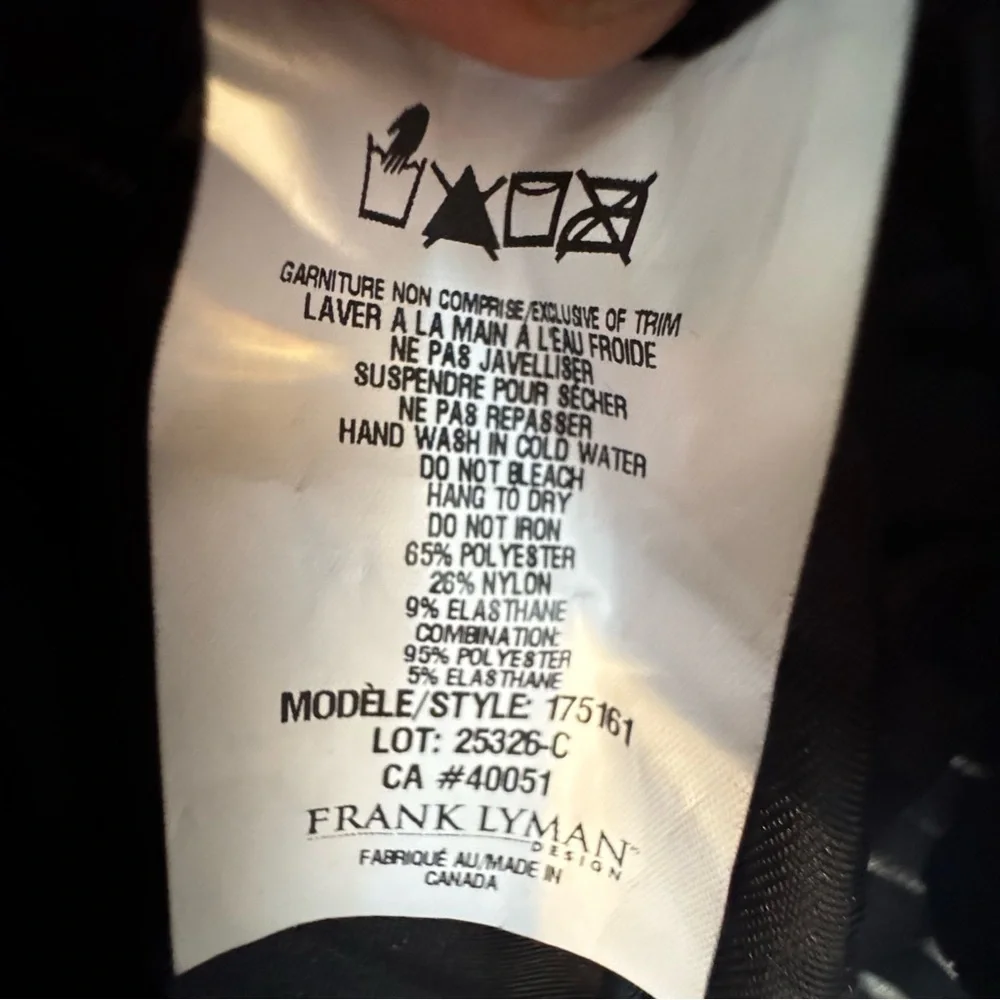 GARNITURE NON COMPRISE/EXCLUSIVE OF TRIM
LAVER A LA MAIN À L'EAU FROIDE
NE PAS JAVELLISER
SUSPENDRE POUR SÉCHER
NE PAS REPASSER
HAND WASH IN COLD WATER
DO NOT BLEACH
HANG TO DRY
DO NOT IRON
65% POLYESTER
26% NYLON
9% ELASTHANE
COMBINATION:
95% POLYESTER
5% ELASTHANE
MODÈLE/STYLE: 175161
LOT: 25326-C
CA #40051
FRANK LYMAN
DESIGN
FABRIQUÉ AU/MADE IN
CANADA